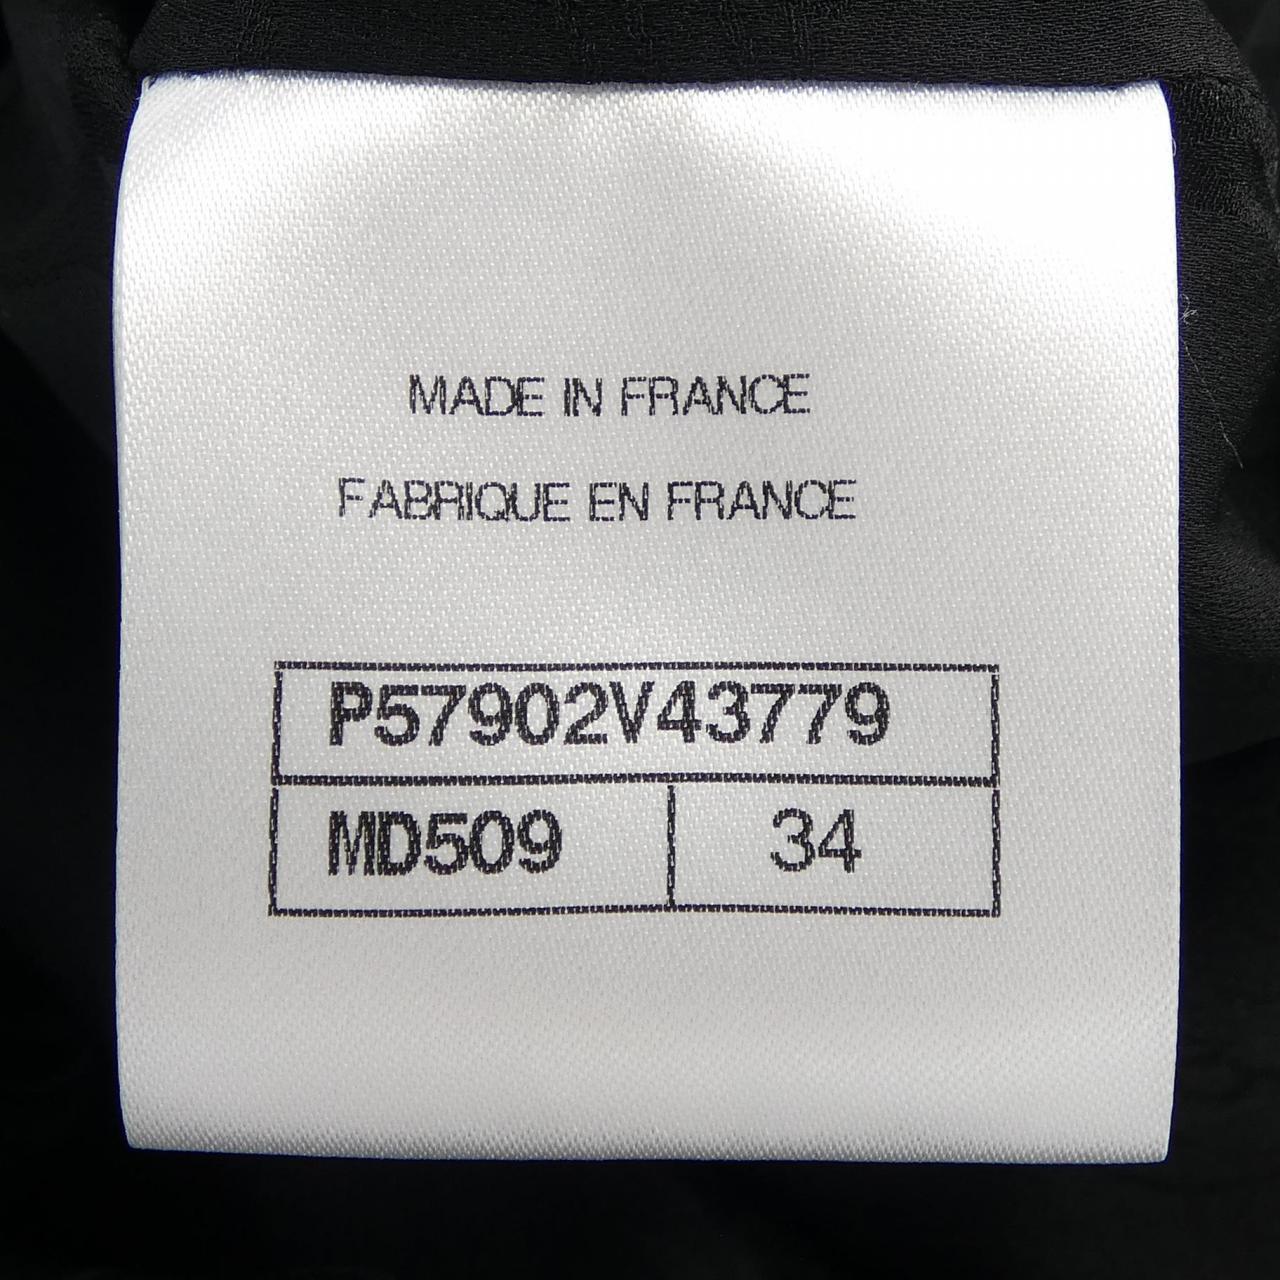 MADE IN FRANCE
FABRIQUE EN FRANCE
P57902V43779
MD509 34